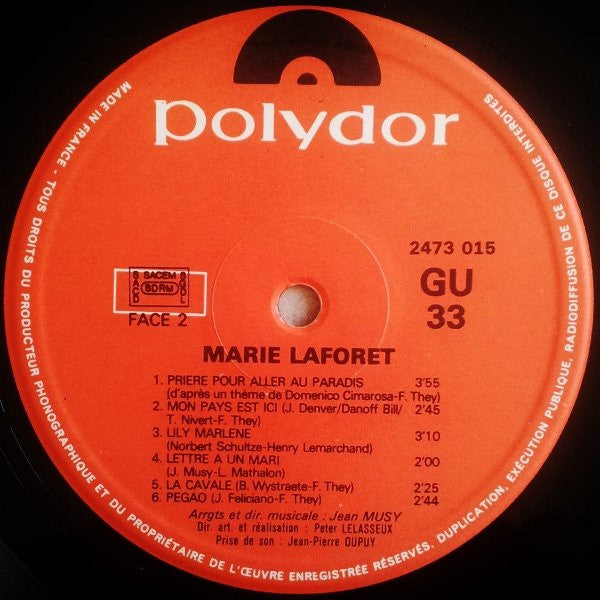 polydor
2473 015
GU
33
SACEM
SACD
SDRM
SGDL
FACE 2
MARIE LAFORET
1. PRIERE POUR ALLER AU PARADIS 3'55
(d'après un thème de Domenico Cimarosa-F. They)
2. MON PAYS EST ICI (J. Denver/Danoff Bill/ 2'45
T. Nivert-F. They)
3. LILY MARLENE 3'10
(Norbert Schultze-Henry Lemarchand)
4. LETTRE A UN MARI 2'00
(J. Musy-L. Mathalon)
5. LA CAVALE (B. Wystraete-F. They) 2'25
6. PEGAO (J. Feliciano-F. They) 2'44
Arrgts et dir. musicale : Jean MUSY
Dir. art. et réalisation : Peter LELASSEUX
Prise de son : Jean-Pierre DUPUY
MADE IN FRANCE - TOUS DROITS DU PRODUCTEUR PHONOGRAPHIQUE ET DU PROPRIÉTAIRE DE L'ŒUVRE ENREGISTRÉE RÉSERVÉS. DUPLICATION, EXÉCUTION PUBLIQUE, RADIODIFFUSION DE CE DISQUE INTERDITES